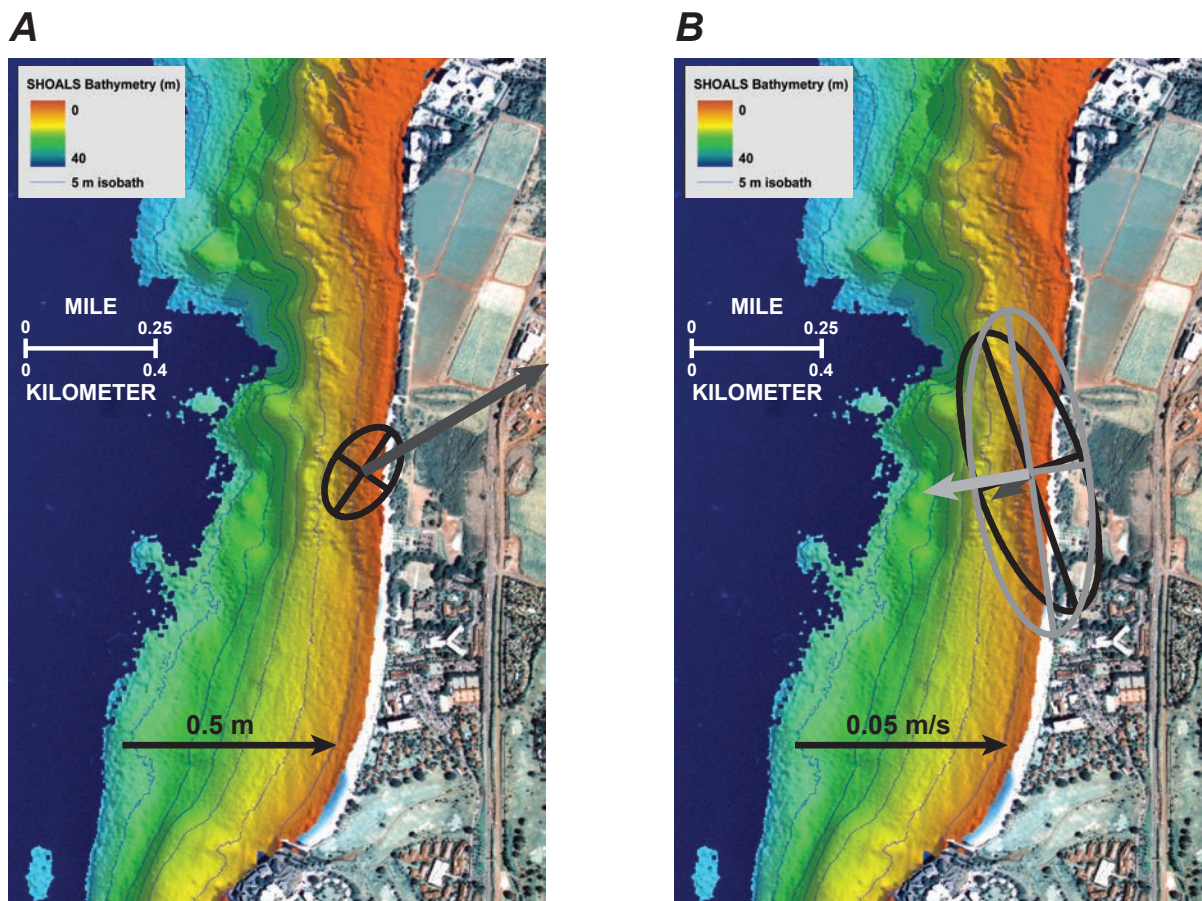 A
SHOALS Bathymetry (m)
0
40
5 m isobath
MILE
0 0.25
0 0.4
KILOMETER
0.5 m
B
SHOALS Bathymetry (m)
0
40
5 m isobath
MILE
0 0.25
0 0.4
KILOMETER
0.05 m/s